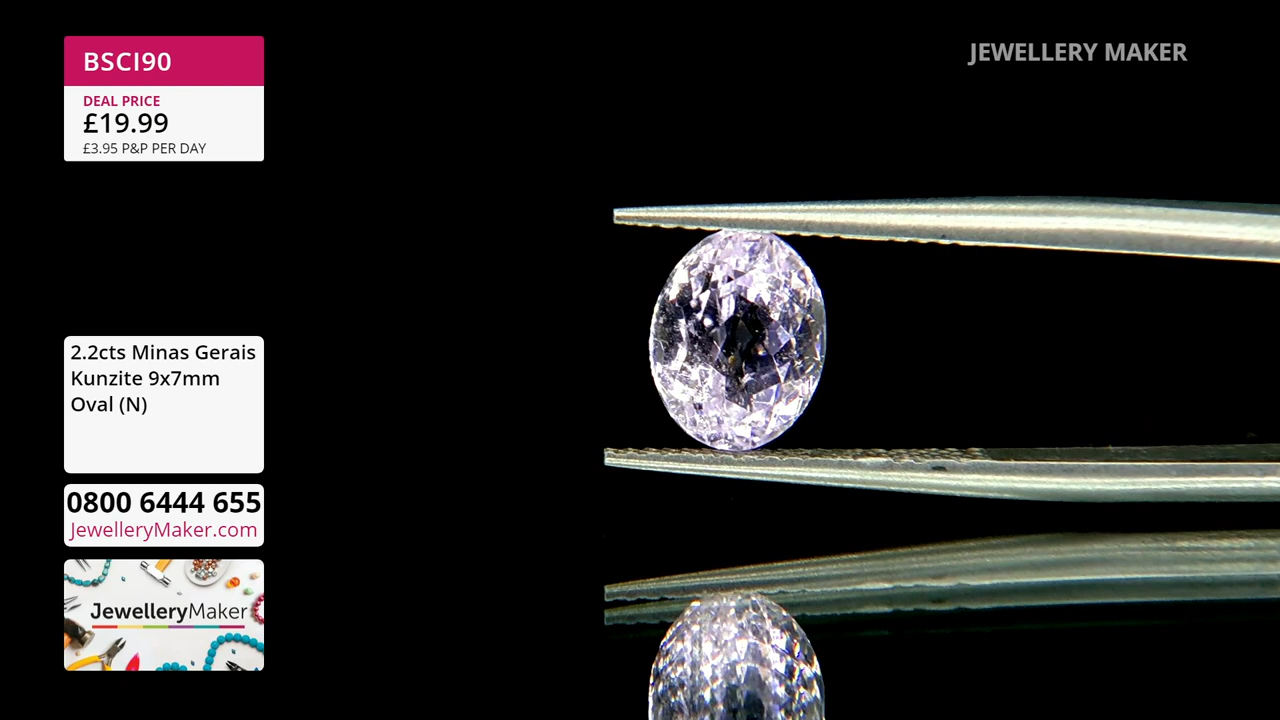 BSCI90
DEAL PRICE
£19.99
£3.95 P&P PER DAY
JEWELLERY MAKER
2.2cts Minas Gerais
Kunzite 9x7mm
Oval (N)
0800 6444 655
JewelleryMaker.com
JewelleryMaker